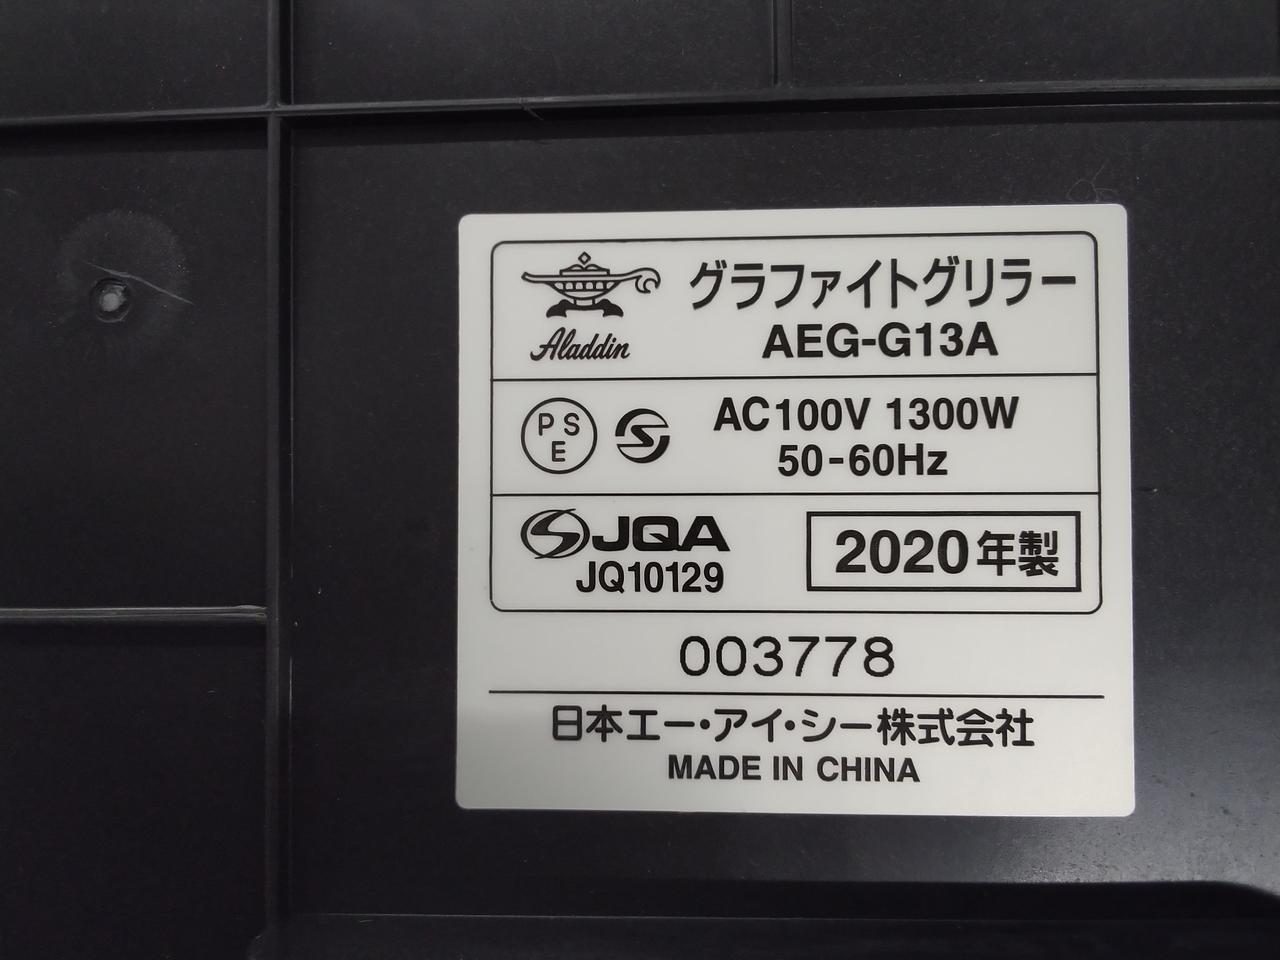 Aladdin
グラファイトグリラー
AEG-G13A
PSE
AC100V 1300W
50-60Hz
JQA
JQ10129
2020年製
003778
日本エー・アイ・シー株式会社
MADE IN CHINA